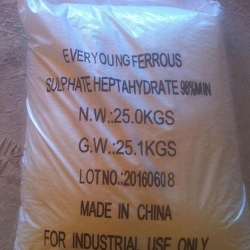 EVERYOUNG FERROUS
SULPHATE HEPTAHYDRATE 98%MIN
N.W.:25.0KGS
G.W.:25.1KGS
LOT NO.:20160608
MADE IN CHINA
FOR INDUSTRIAL USE ONLY